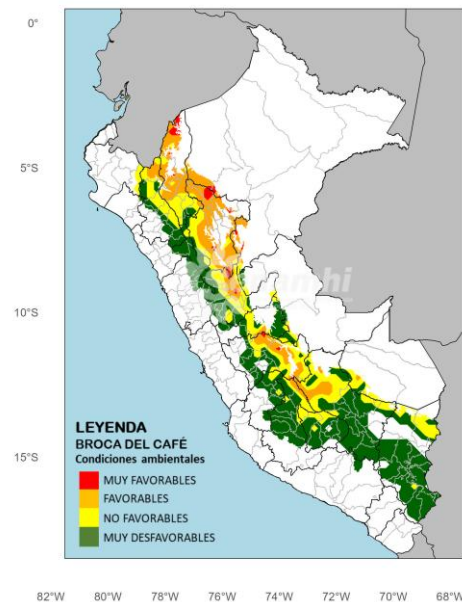 0°
5°S
10°S
15°S
senamhi
LEYENDA
BROCA DEL CAFÉ
Condiciones ambientales
MUY FAVORABLES
FAVORABLES
NO FAVORABLES
MUY DESFAVORABLES
82°W 80°W 78°W 76°W 74°W 72°W 70°W 68°W